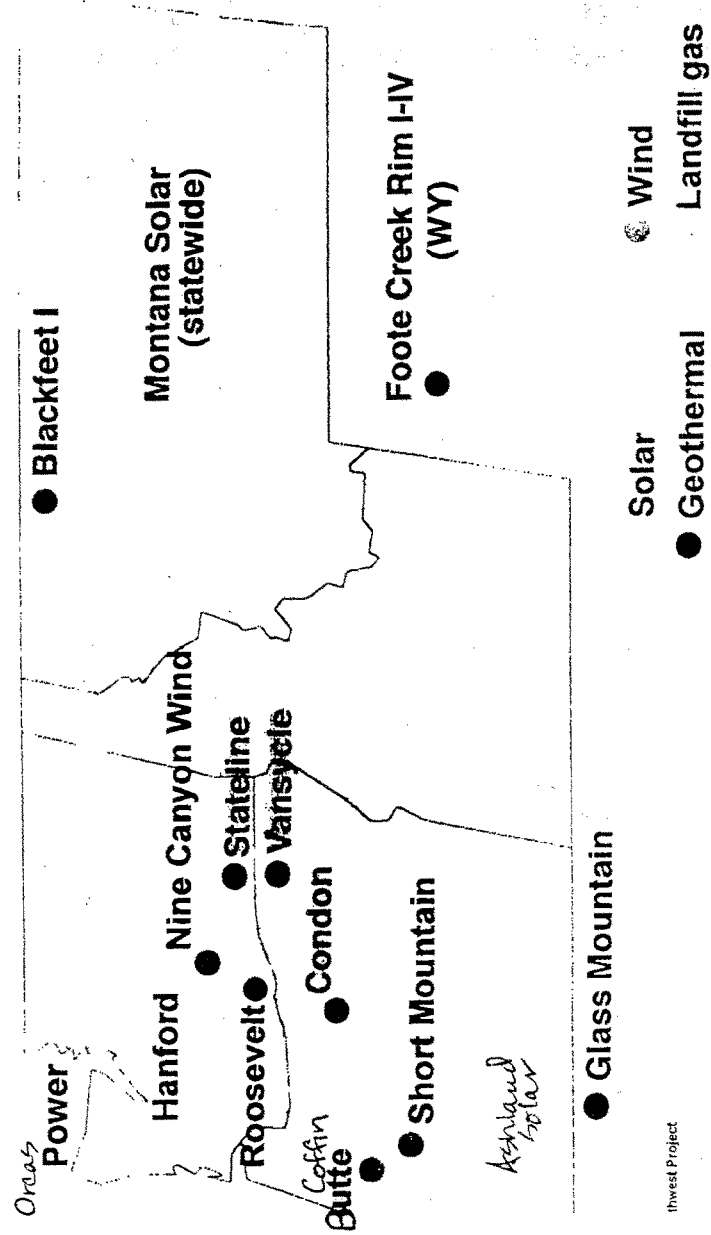 Orcas
Power
Blackfeet I
Montana Solar
(statewide)
Hanford
Nine Canyon Wind
Stateline
Vansycle
Roosevelt
Condon
Foote Creek Rim I-IV
(WY)
Coffin
Butte
Short Mountain
Ashland
Solar
Glass Mountain
Solar
Wind
Geothermal
Landfill gas
thwest Project